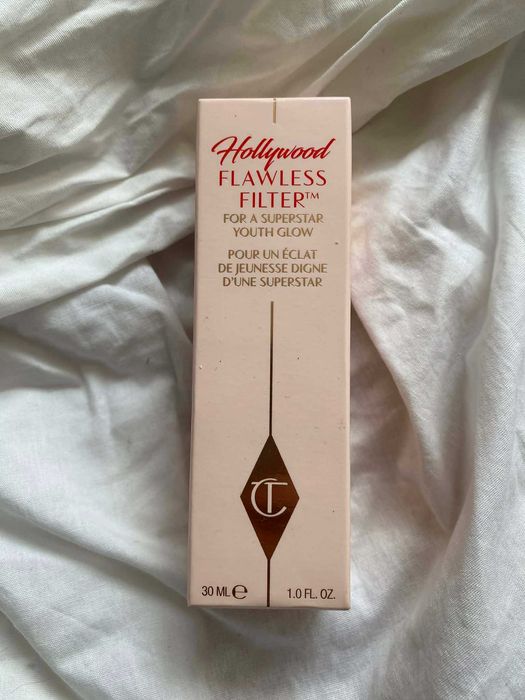 Hollywood
FLAWLESS
FILTER™
FOR A SUPERSTAR
YOUTH GLOW
POUR UN ÉCLAT
DE JEUNESSE DIGNE
D'UNE SUPERSTAR
CT
30 ML℮ 1.0 FL. OZ.